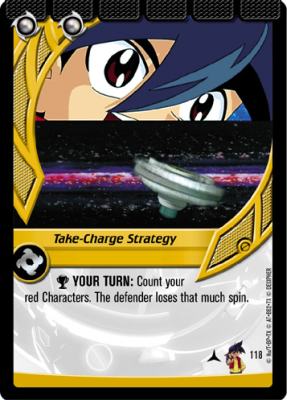 Take-Charge Strategy
YOUR TURN: Count your
red Characters. The defender loses that much spin.
118